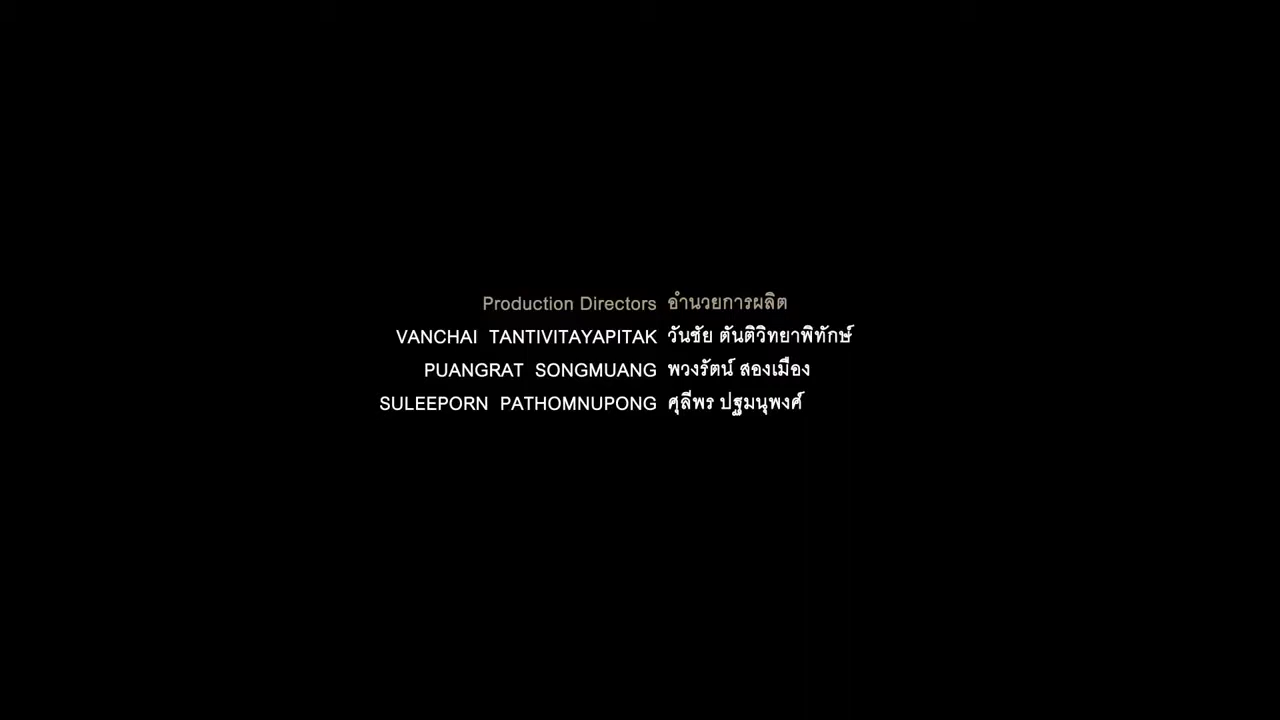 Production Directors อำนวยการผลิต
VANCHAI TANTIVITAYAPITAK วันชัย ตันติวิทยาพิทักษ์
PUANGRAT SONGMUANG พวงรัตน์ สองเมือง
SULEEPORN PATHOMNUPONG ศุลีพร ปฐมนุพงศ์